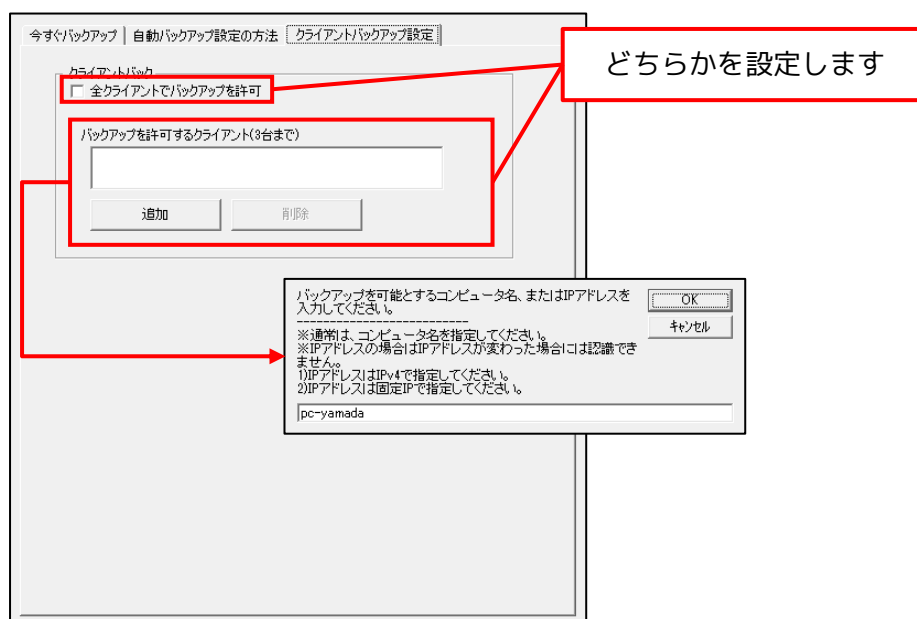 今すぐバックアップ
自動バックアップ設定の方法
クライアントバックアップ設定
どちらかを設定します
クライアントバック
全クライアントでバックアップを許可
バックアップを許可するクライアント(3台まで)
追加
削除
バックアップを可能とするコンピュータ名、またはIPアドレスを
入力してください。
--------------------------
※通常は、コンピュータ名を指定してください。
※IPアドレスの場合はIPアドレスが変わった場合には認識でき
ません。
1)IPアドレスはIPv4で指定してください。
2)IPアドレスは固定IPで指定してください。
OK
キャンセル
pc-yamada